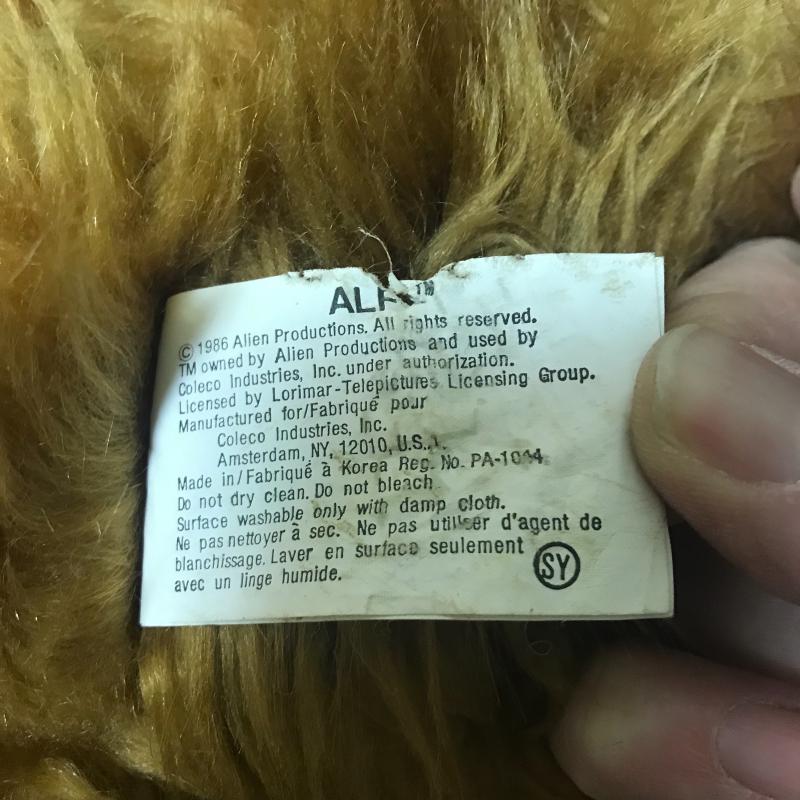 ALF™
© 1986 Alien Productions. All rights reserved.
TM owned by Alien Productions and used by
Coleco Industries, Inc. under authorization.
Licensed by Lorimar-Telepictures Licensing Group.
Manufactured for/Fabriqué pour
Coleco Industries, Inc.
Amsterdam, NY, 12010, U.S.A.
Made in/Fabriqué à Korea Reg. No. PA-1044
Do not dry clean. Do not bleach
Surface washable only with damp cloth.
Ne pas nettoyer à sec. Ne pas utiliser d'agent de
blanchissage. Laver en surface seulement
avec un linge humide.
SY